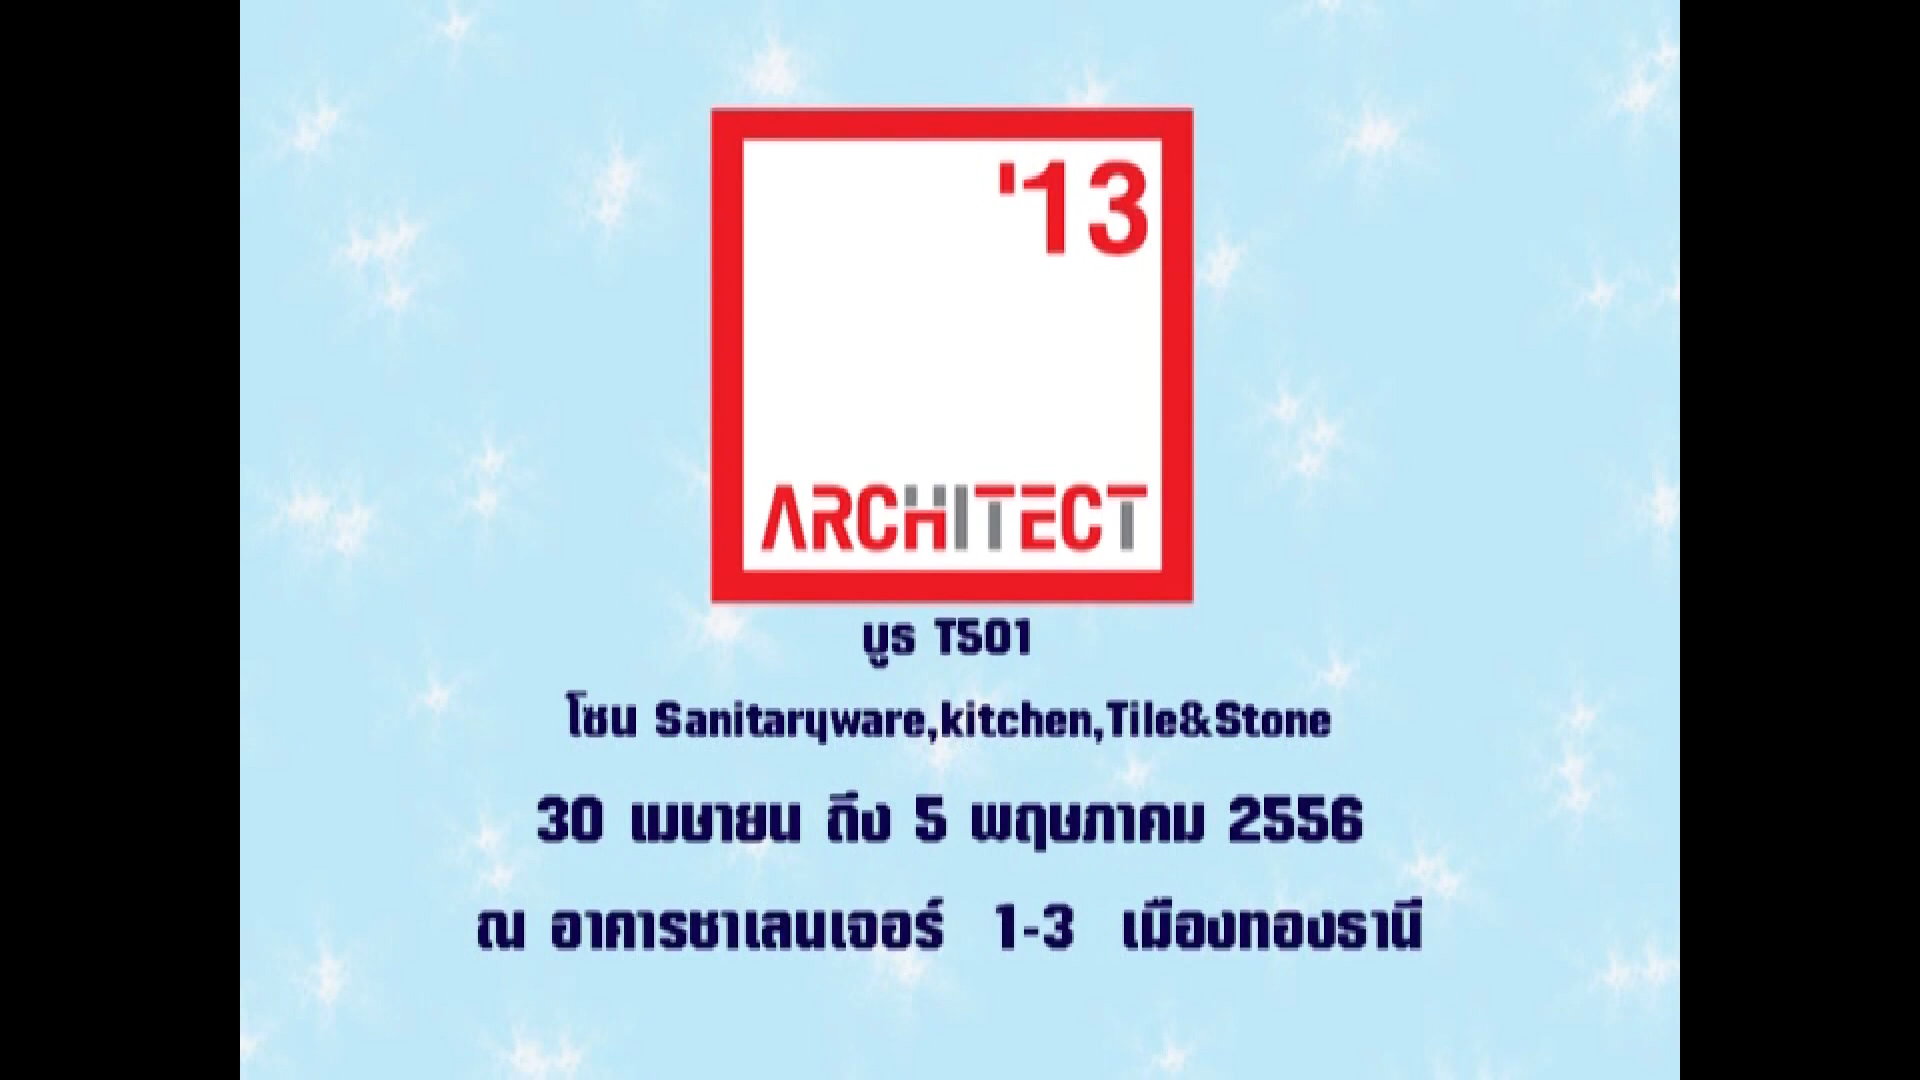 '13
ARCHITECT
บูธ T501
โซน Sanitaryware,kitchen,Tile&Stone
30 เมษายน ถึง 5 พฤษภาคม 2556
ณ อาคารชาเลนเจอร์ 1-3 เมืองทองธานี